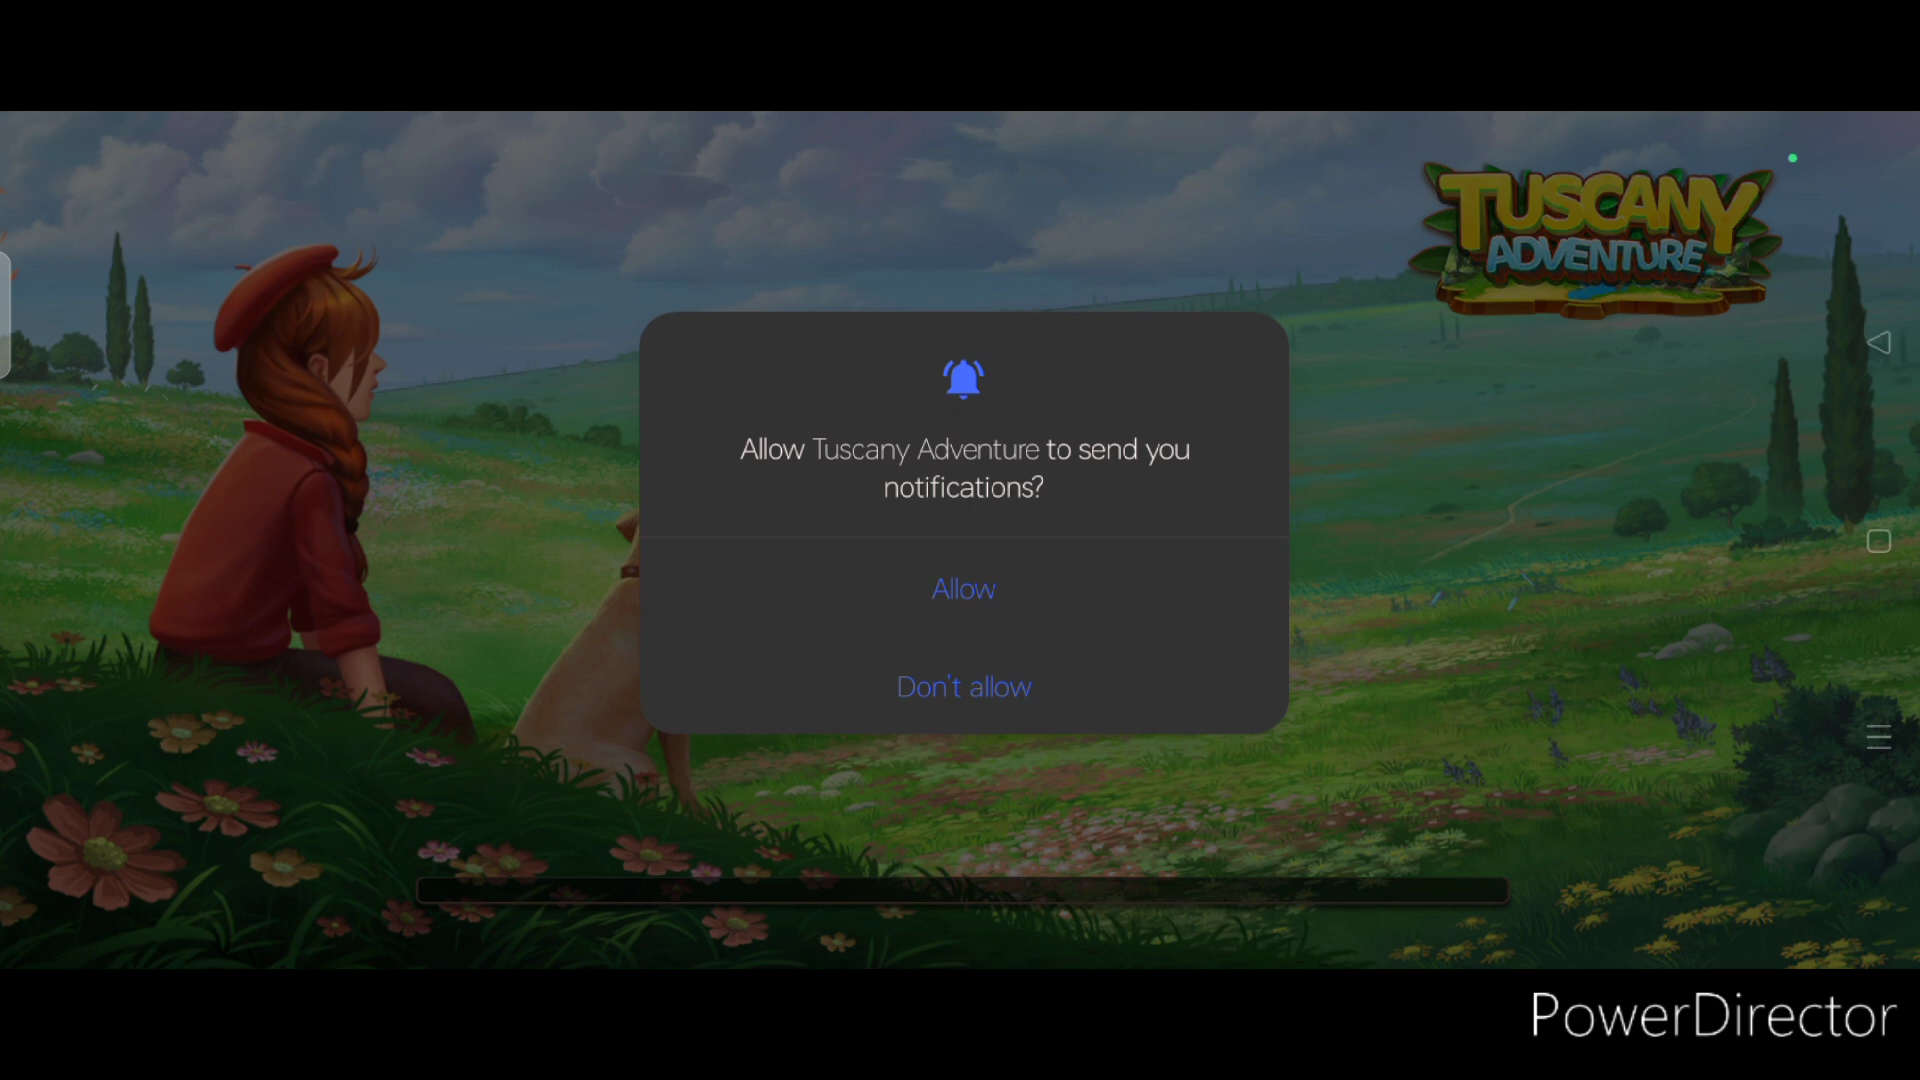 TUSCANY
ADVENTURE
Allow Tuscany Adventure to send you
notifications?
Allow
Don't allow
PowerDirector